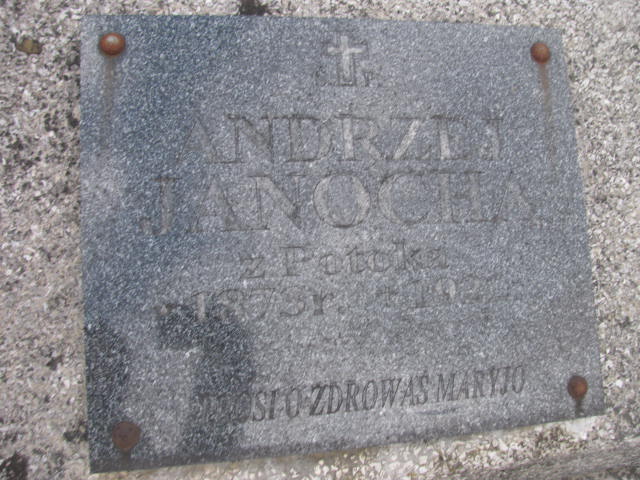 Ś.P.
ANDRZEJ
JANOCHA
z Potoka
*1873r.
PROSI O ZDROWAŚ MARYJO